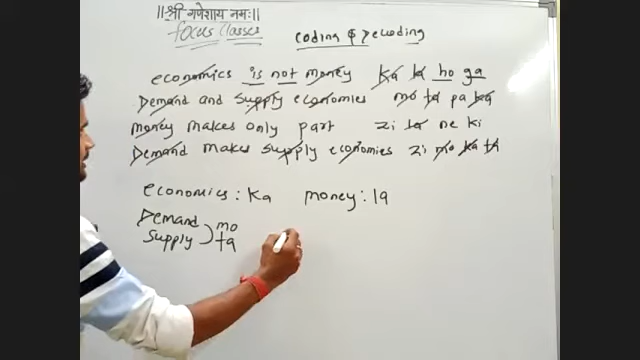 ||श्री गणेशाय नमः||
focus classes
coding & Decoding
economics is not money ka la ho ga
Demand and supply economics mo ta pa ka
money makes only part zi la ne ki
Demand makes supply economics zi mo ka ta
economics : ka money : la
Demand ) mo
supply ta